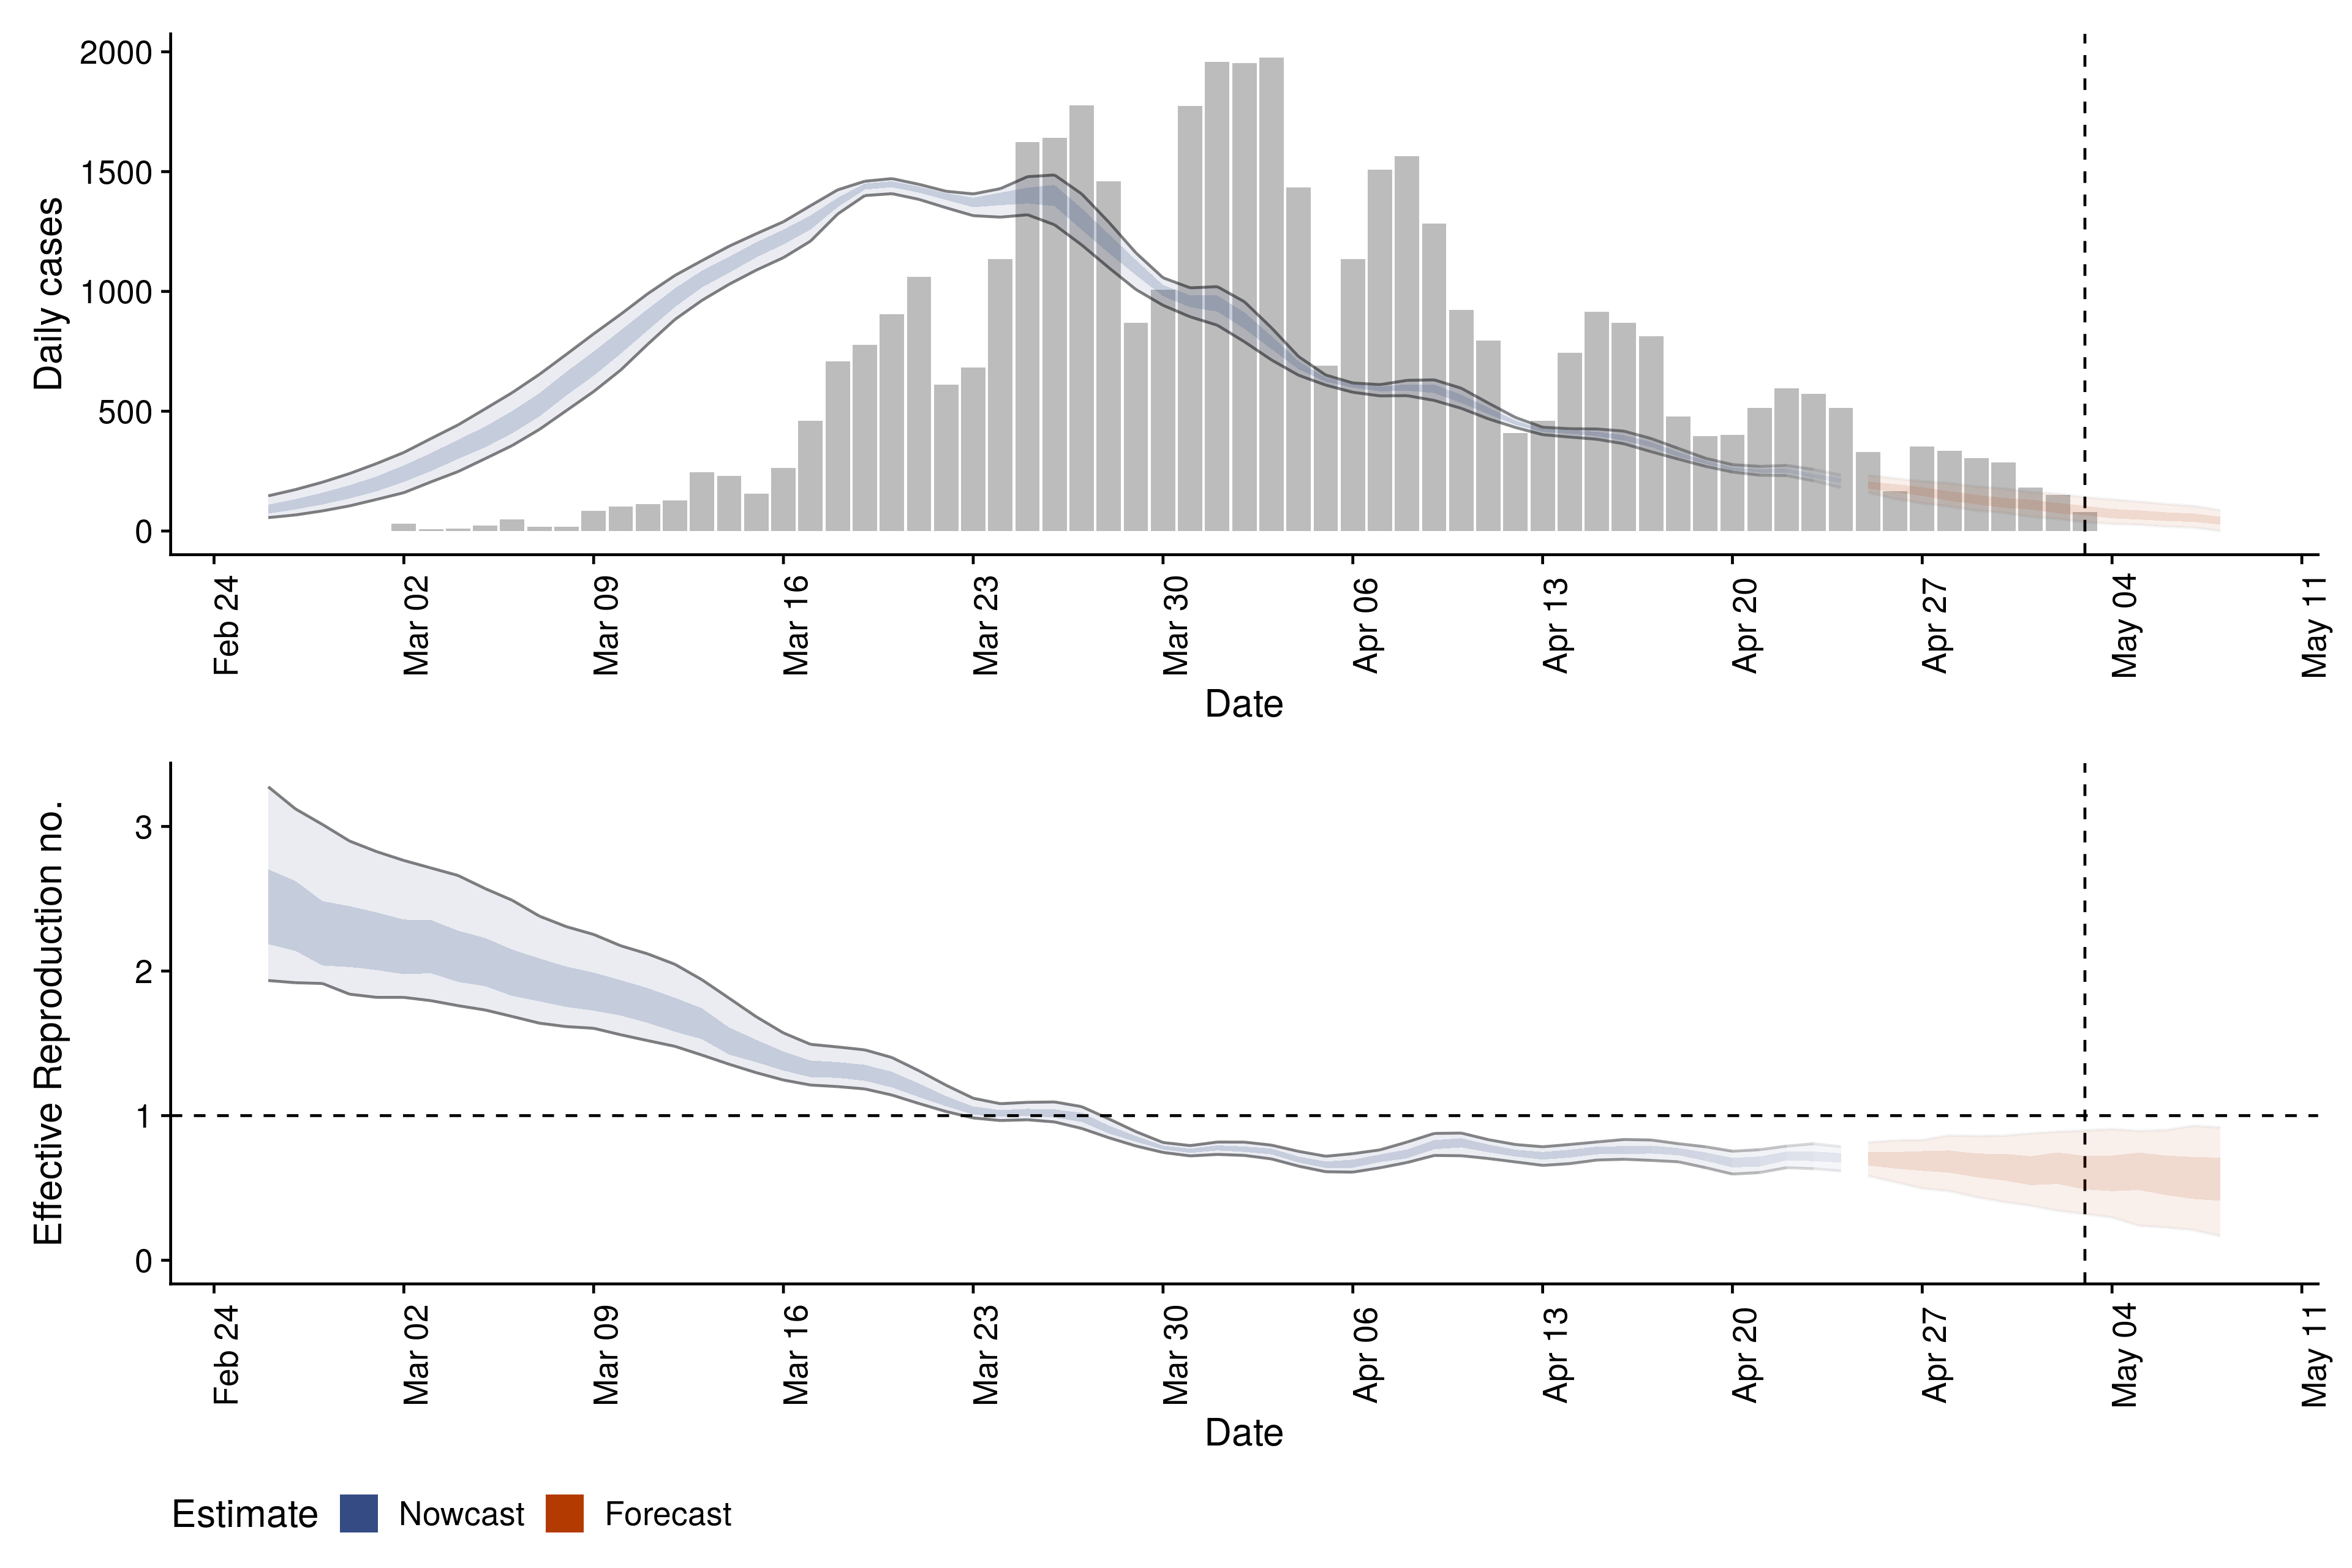 2000
1500
1000
500
0
Daily cases
Feb 24
Mar 02
Mar 09
Mar 16
Mar 23
Mar 30
Apr 06
Apr 13
Apr 20
Apr 27
May 04
May 11
Date
3
2
1
0
Effective Reproduction no.
Feb 24
Mar 02
Mar 09
Mar 16
Mar 23
Mar 30
Apr 06
Apr 13
Apr 20
Apr 27
May 04
May 11
Date
Estimate Nowcast Forecast